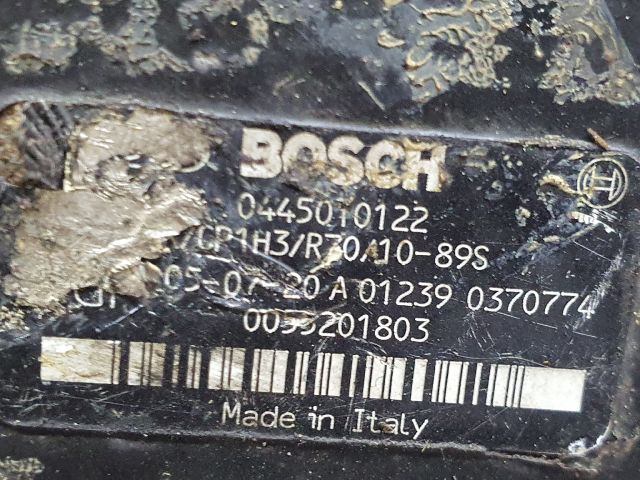 BOSCH
0445010122
/CP1H3/R70/10-89S
05-07-20 A 01239 0370774
0055201803
Made in Italy